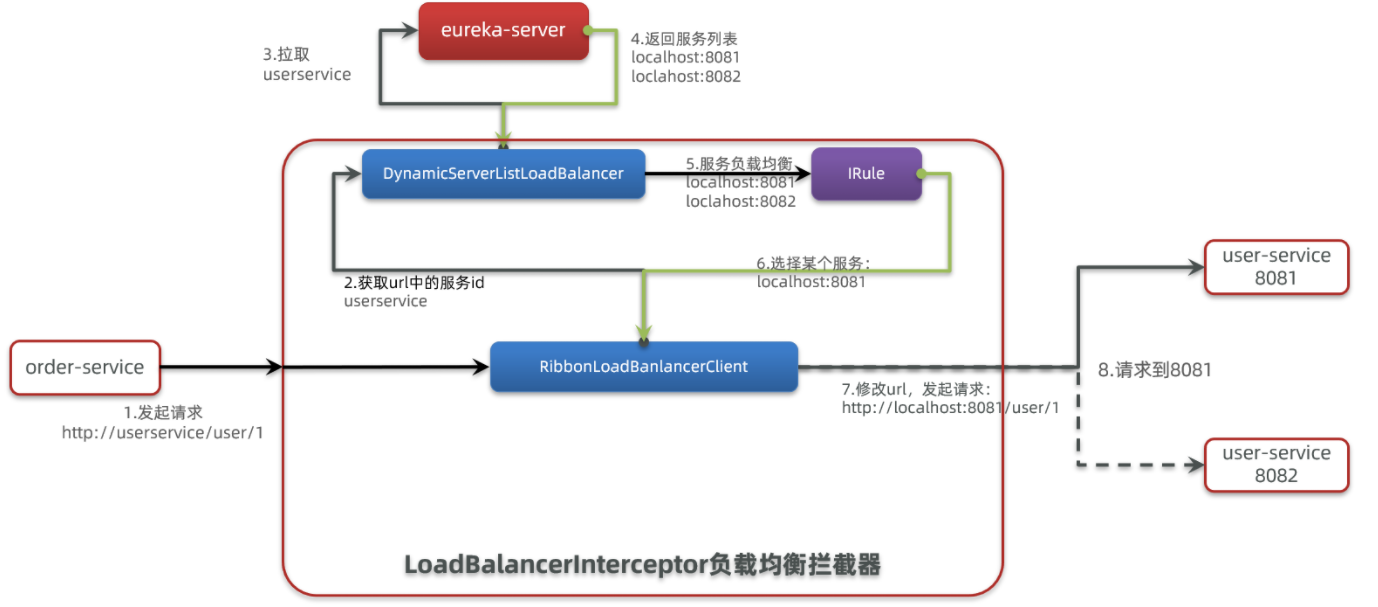 eureka-server
3.拉取
userservice
4.返回服务列表
localhost:8081
loclahost:8082
DynamicServerListLoadBalancer
5.服务负载均衡
localhost:8081
loclahost:8082
IRule
2.获取url中的服务id
userservice
6.选择某个服务：
localhost:8081
order-service
1.发起请求
http://userservice/user/1
RibbonLoadBanlancerClient
7.修改url，发起请求：
http://localhost:8081/user/1
8.请求到8081
user-service
8081
user-service
8082
LoadBalancerInterceptor负载均衡拦截器